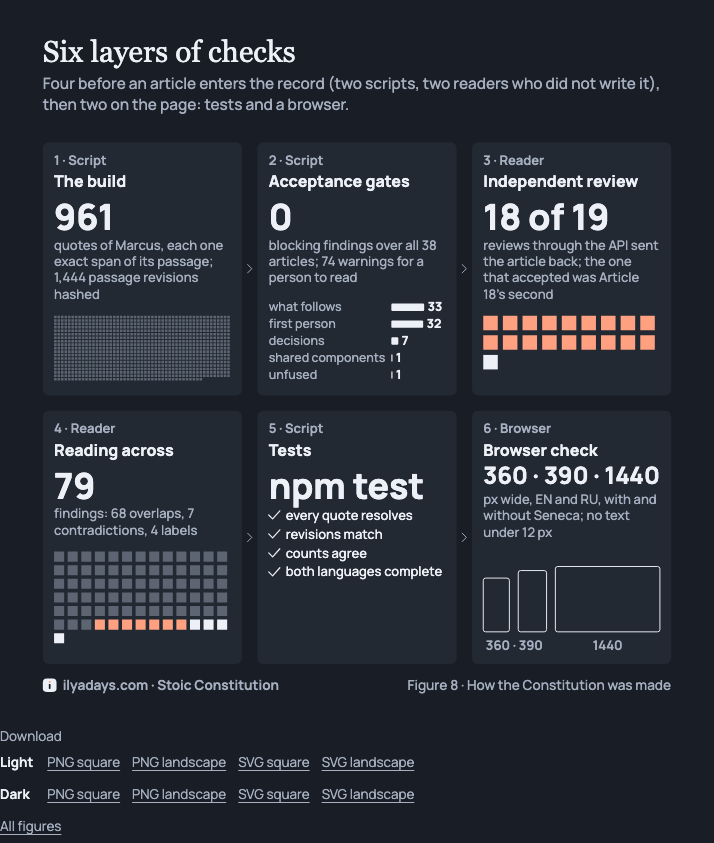 Six layers of checks
Four before an article enters the record (two scripts, two readers who did not write it),
then two on the page: tests and a browser.
1 · Script
The build
961
quotes of Marcus, each one
exact span of its passage;
1,444 passage revisions
hashed
2 · Script
Acceptance gates
0
blocking findings over all 38
articles; 74 warnings for a
person to read
what follows 33
first person 32
decisions 7
shared components 1
unfused 1
3 · Reader
Independent review
18 of 19
reviews through the API sent
the article back; the one
that accepted was Article
18's second
4 · Reader
Reading across
79
findings: 68 overlaps, 7
contradictions, 4 labels
5 · Script
Tests
npm test
every quote resolves
revisions match
counts agree
both languages complete
6 · Browser
Browser check
360 · 390 · 1440
px wide, EN and RU, with and
without Seneca; no text
under 12 px
360 · 390 1440
i ilyadays.com · Stoic Constitution
Figure 8 · How the Constitution was made
Download
Light PNG square PNG landscape SVG square SVG landscape
Dark PNG square PNG landscape SVG square SVG landscape
All figures